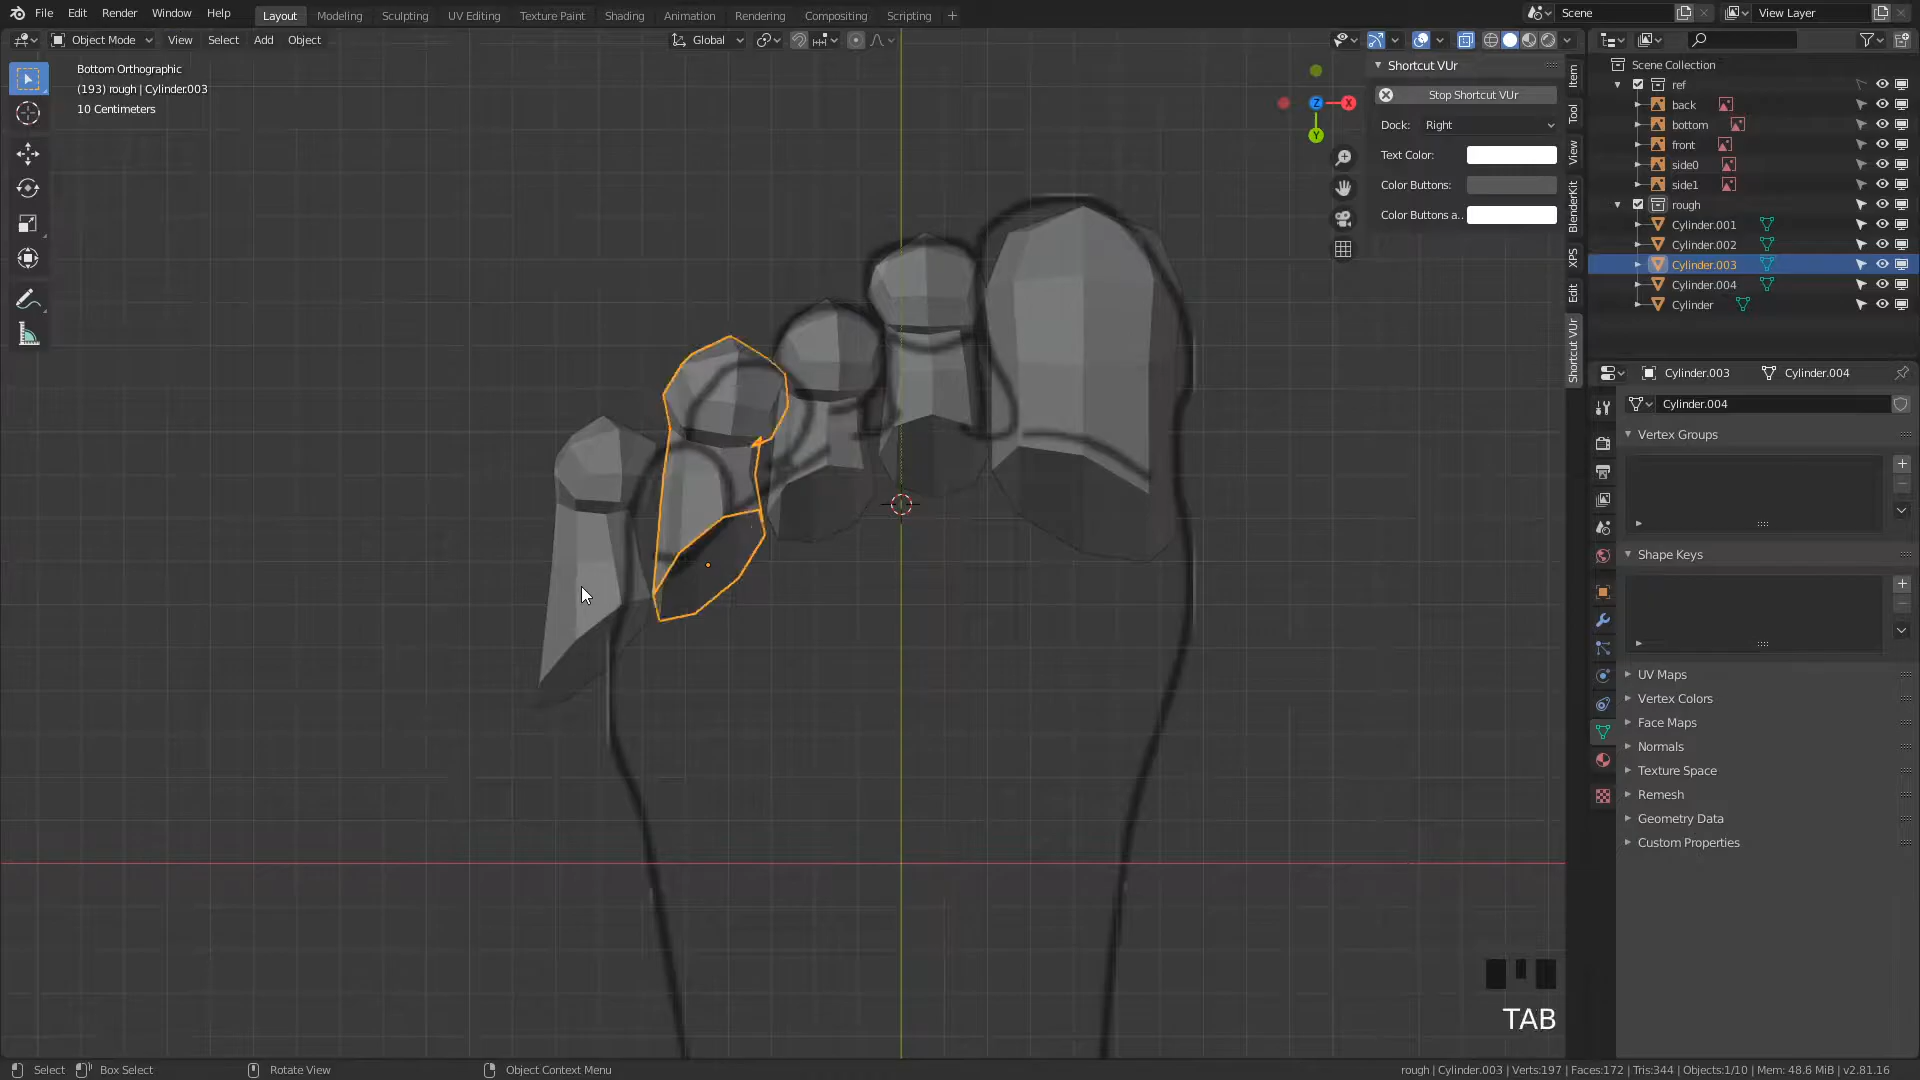 File Edit Render Window Help Layout Modeling Sculpting UV Editing Texture Paint Shading Animation Rendering Compositing Scripting + Scene View Layer
Object Mode View Select Add Object Global
Bottom Orthographic
(193) rough | Cylinder.003
10 Centimeters
X
Y
Z
Shortcut VUr
Stop Shortcut VUr
Dock: Right
Text Color:
Color Buttons:
Color Buttons a..
Item
Tool
View
BlenderKit
XPS
Edit
Shortcut VUr
Scene Collection
ref
back
bottom
front
side0
side1
rough
Cylinder.001
Cylinder.002
Cylinder.003
Cylinder.004
Cylinder
Cylinder.003 Cylinder.004
Cylinder.004
Vertex Groups
Shape Keys
UV Maps
Vertex Colors
Face Maps
Normals
Texture Space
Remesh
Geometry Data
Custom Properties
TAB
Select Box Select Rotate View Object Context Menu rough | Cylinder.003 | Verts:197 | Faces:172 | Tris:344 | Objects:1/10 | Mem: 48.6 MiB | v2.81.16